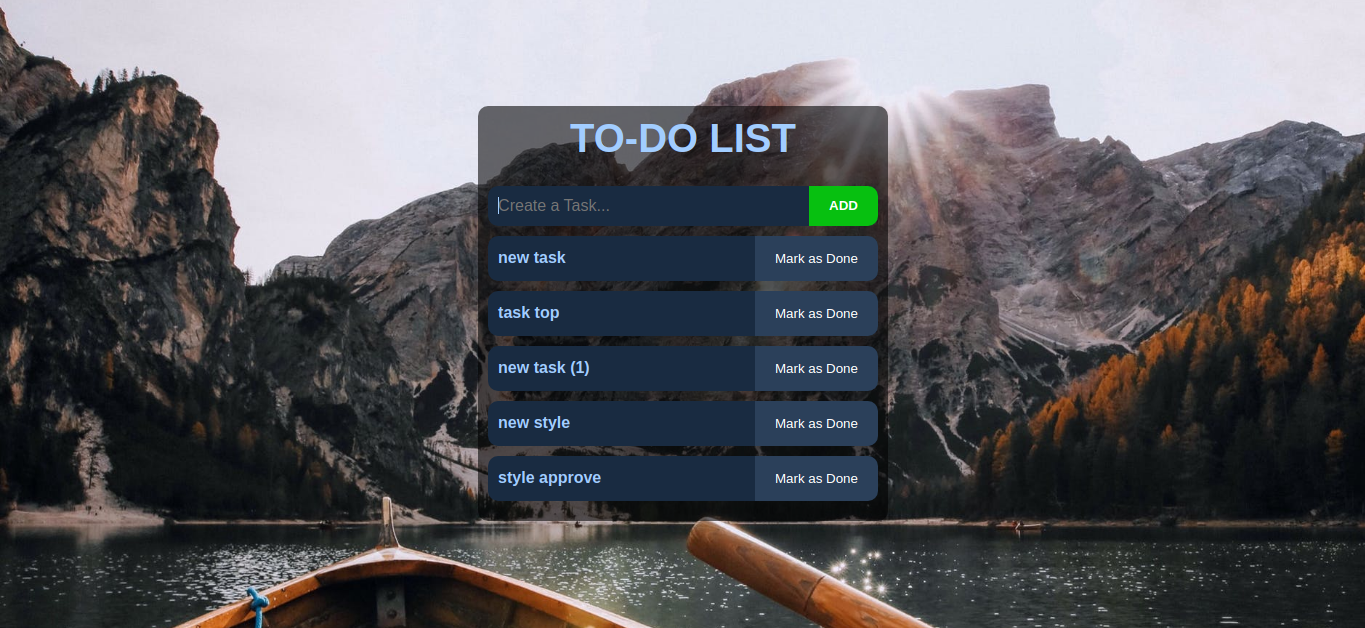 TO-DO LIST
Create a Task... ADD
new task Mark as Done
task top Mark as Done
new task (1) Mark as Done
new style Mark as Done
style approve Mark as Done